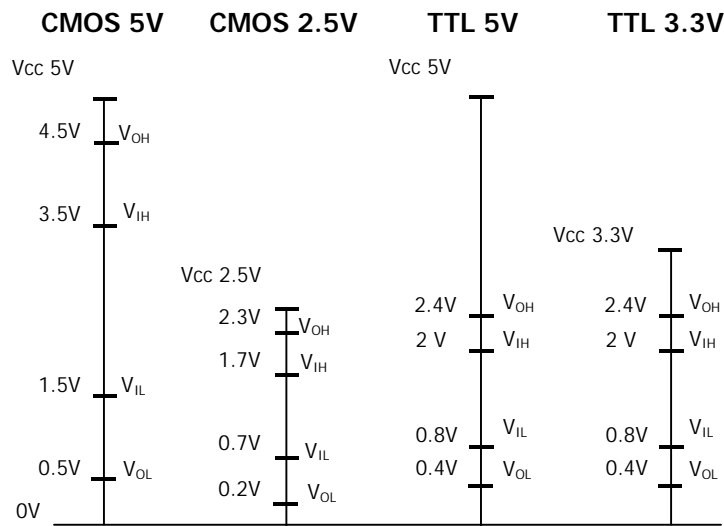 CMOS 5V CMOS 2.5V TTL 5V TTL 3.3V
Vcc 5V Vcc 5V
4.5V VOH
3.5V VIH
Vcc 3.3V
Vcc 2.5V
2.3V VOH 2.4V VOH 2.4V VOH
1.7V VIH 2 V VIH 2 V VIH
1.5V VIL
0.7V VIL 0.8V VIL 0.8V VIL
0.5V VOL 0.4V VOL 0.4V VOL
0.2V VOL
0V